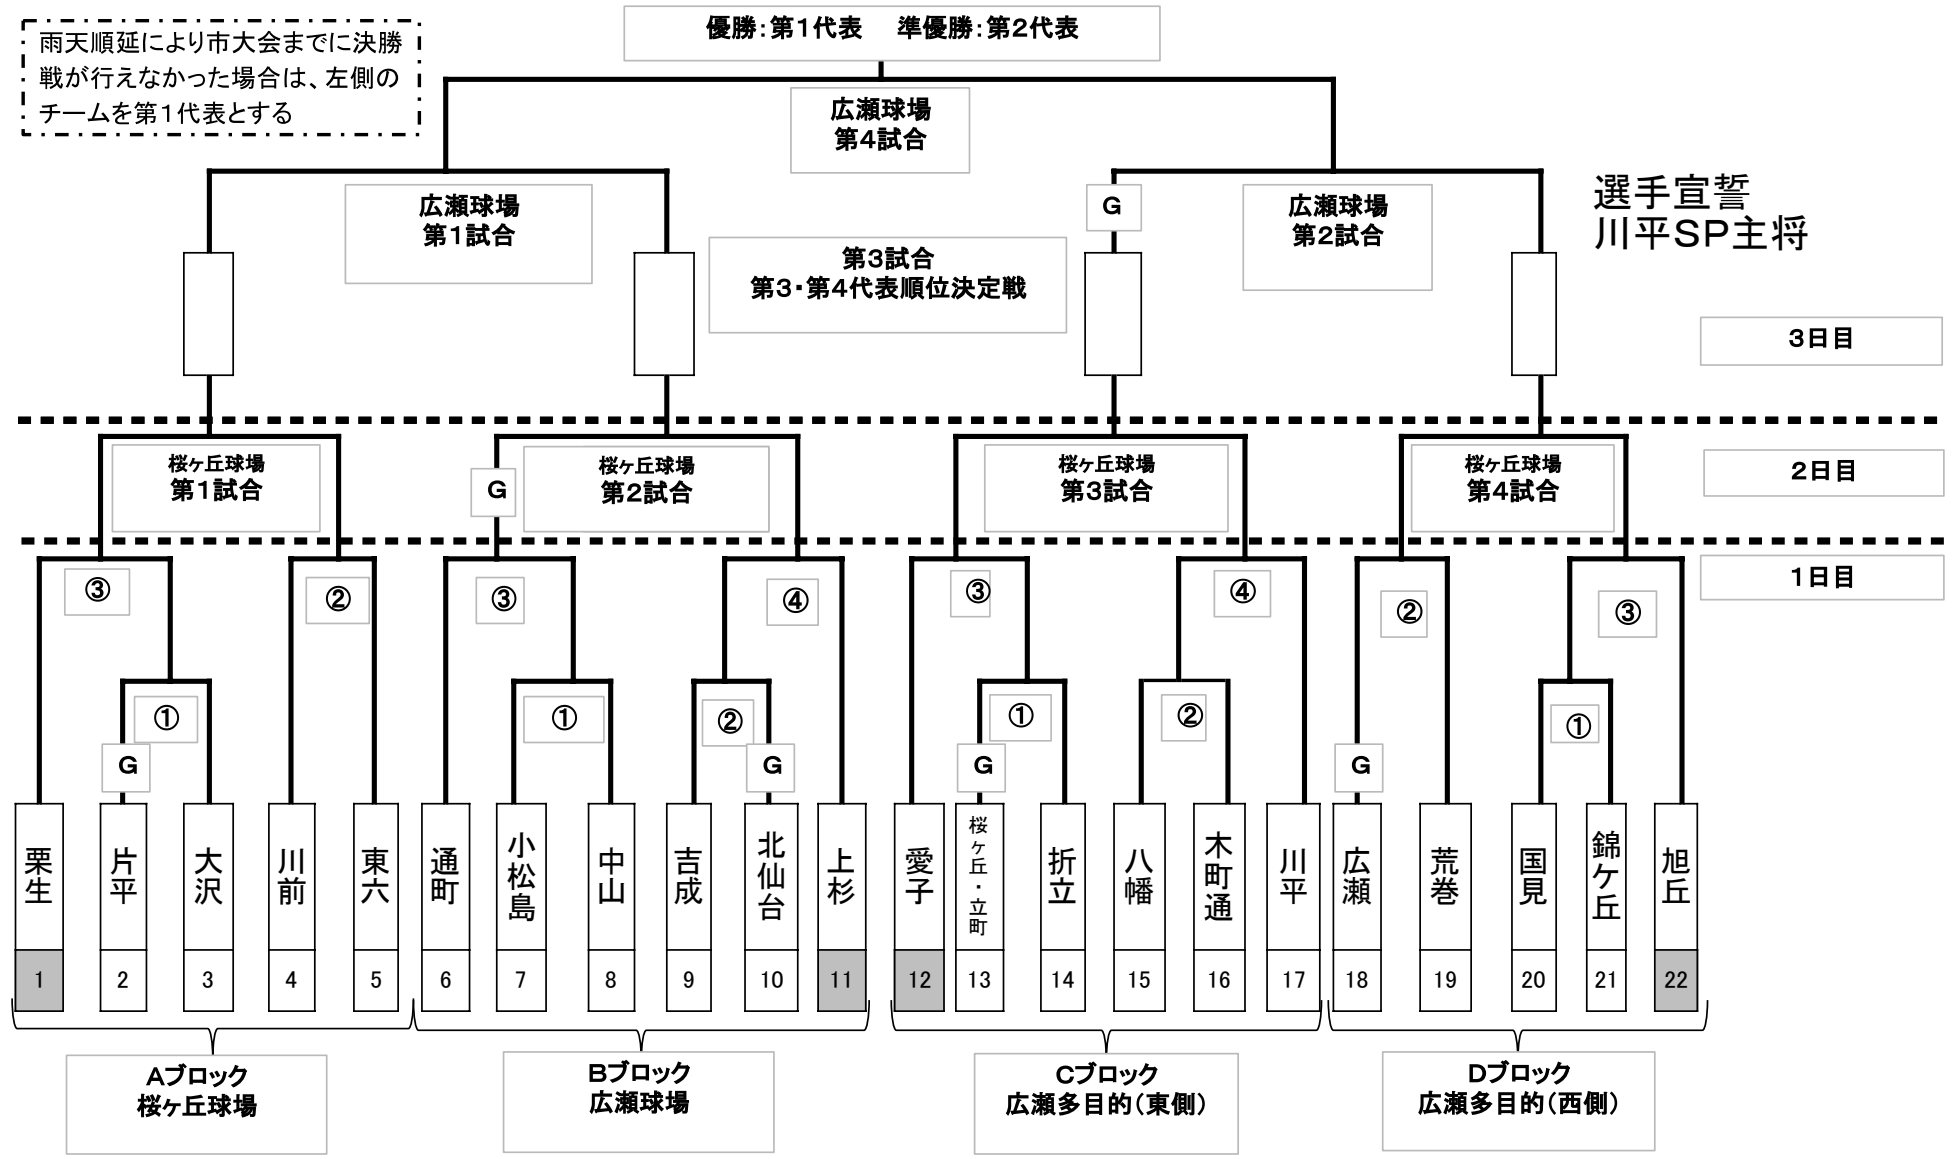 優勝：第１代表　準優勝：第２代表
雨天順延により市大会までに決勝
戦が行えなかった場合は、左側の
チームを第１代表とする
広瀬球場
第４試合
広瀬球場
第１試合
G
広瀬球場
第２試合
選手宣誓
川平SP主将
第３試合
第３・第４代表順位決定戦
３日目
桜ヶ丘球場
第１試合
G
桜ヶ丘球場
第２試合
桜ヶ丘球場
第３試合
桜ヶ丘球場
第４試合
２日目
１日目
③
②
③
④
③
④
②
③
①
①
②
①
②
①
G
G
G
G
栗生
片平
大沢
川前
東六
通町
小松島
中山
吉成
北仙台
上杉
愛子
桜ヶ丘・立町
折立
八幡
木町通
川平
広瀬
荒巻
国見
錦ケ丘
旭丘
1
2
3
4
5
6
7
8
9
10
11
12
13
14
15
16
17
18
19
20
21
22
Aブロック
桜ヶ丘球場
Bブロック
広瀬球場
Cブロック
広瀬多目的（東側）
Dブロック
広瀬多目的（西側）